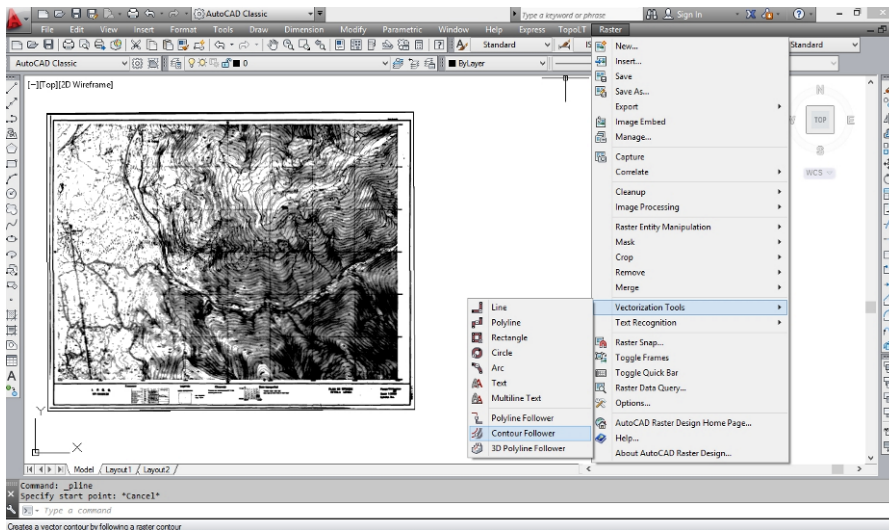 AutoCAD Classic
Type a keyword or phrase
Sign In
File Edit View Insert Format Tools Draw Dimension Modify Parametric Window Help Express TopoLT Raster
Standard
Standard
AutoCAD Classic
0
ByLayer
[−][Top][2D Wireframe]
New...
Insert...
Save
Save As...
Export
Image Embed
Manage...
Capture
Correlate
Cleanup
Image Processing
Raster Entity Manipulation
Mask
Crop
Remove
Merge
Vectorization Tools
Text Recognition
Raster Snap...
Toggle Frames
Toggle Quick Bar
Raster Data Query...
Options...
AutoCAD Raster Design Home Page...
Help...
About AutoCAD Raster Design...
Line
Polyline
Rectangle
Circle
Arc
Text
Multiline Text
Polyline Follower
Contour Follower
3D Polyline Follower
N
TOP
E
S
WCS
Y
X
Model Layout1 Layout2
Command: _pline
Specify start point: *Cancel*
Type a command
Creates a vector contour by following a raster contour